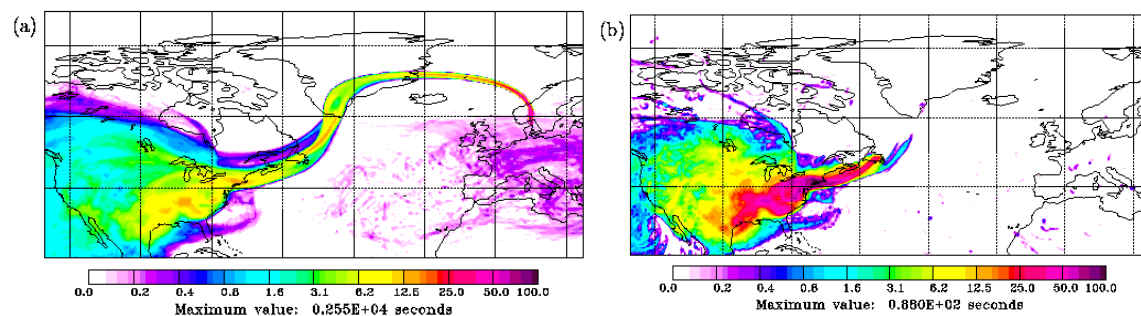 (a)
(b)
0.0 0.2 0.4 0.8 1.6 3.1 6.2 12.5 25.0 50.0 100.0
Maximum value: 0.255E+04 seconds
0.0 0.2 0.4 0.8 1.6 3.1 6.2 12.5 25.0 50.0 100.0
Maximum value: 0.880E+02 seconds